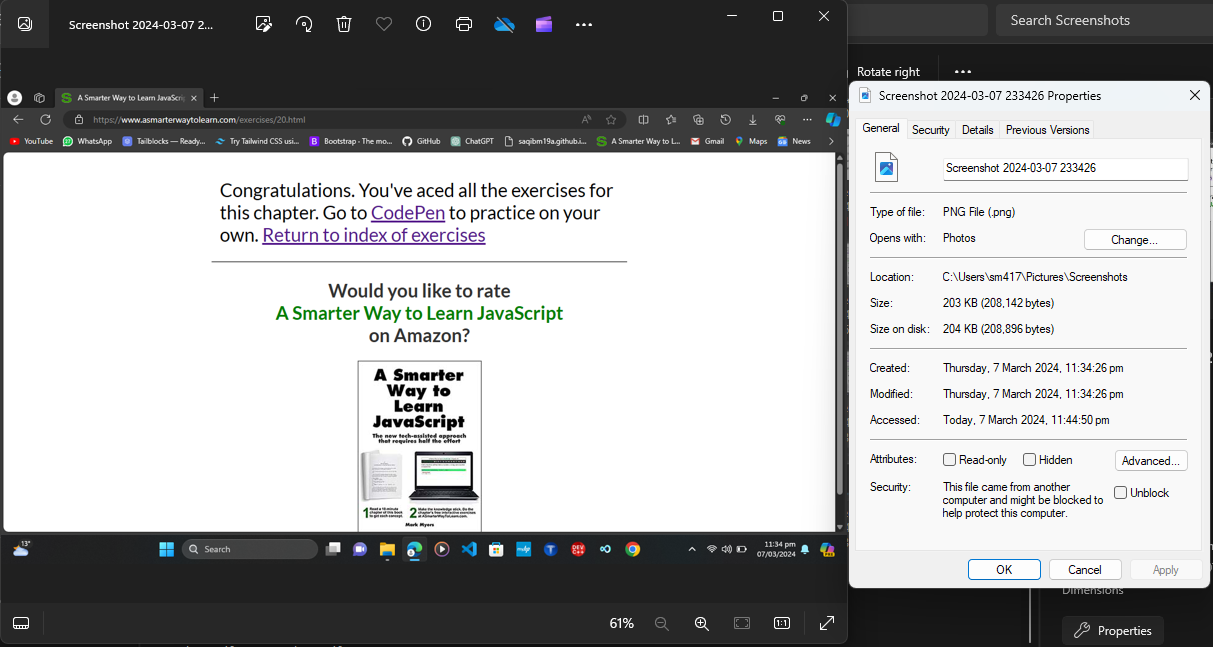 Screenshot 2024-03-07 2...
Search Screenshots
Rotate right
A Smarter Way to Learn JavaScri
https://www.asmarterwaytolearn.com/exercises/20.html
YouTube WhatsApp Tailblocks — Ready... Try Tailwind CSS usi... Bootstrap - The mo... GitHub ChatGPT saqibm19a.github.i... A Smarter Way to L... Gmail Maps News
Congratulations. You've aced all the exercises for
this chapter. Go to CodePen to practice on your
own. Return to index of exercises
Would you like to rate
A Smarter Way to Learn JavaScript
on Amazon?
A Smarter
Way to
Learn
JavaScript
The new tech-assisted approach
that requires half the effort
1 Read a 10 minute
chapter of this book
to get each concept.
2 Make the knowledge stick. Do the
chapter's free interactive exercises
at ASmarterWayToLearn.com.
Mark Myers
13°
Search
11:34 pm
07/03/2024
61%
1:1
Screenshot 2024-03-07 233426 Properties
General Security Details Previous Versions
Screenshot 2024-03-07 233426
Type of file: PNG File (.png)
Opens with: Photos Change...
Location: C:\Users\sm417\Pictures\Screenshots
Size: 203 KB (208,142 bytes)
Size on disk: 204 KB (208,896 bytes)
Created: Thursday, 7 March 2024, 11:34:26 pm
Modified: Thursday, 7 March 2024, 11:34:26 pm
Accessed: Today, 7 March 2024, 11:44:50 pm
Attributes: Read-only Hidden Advanced...
Security: This file came from another
computer and might be blocked to
help protect this computer.
Unblock
OK Cancel Apply
Dimensions
Properties